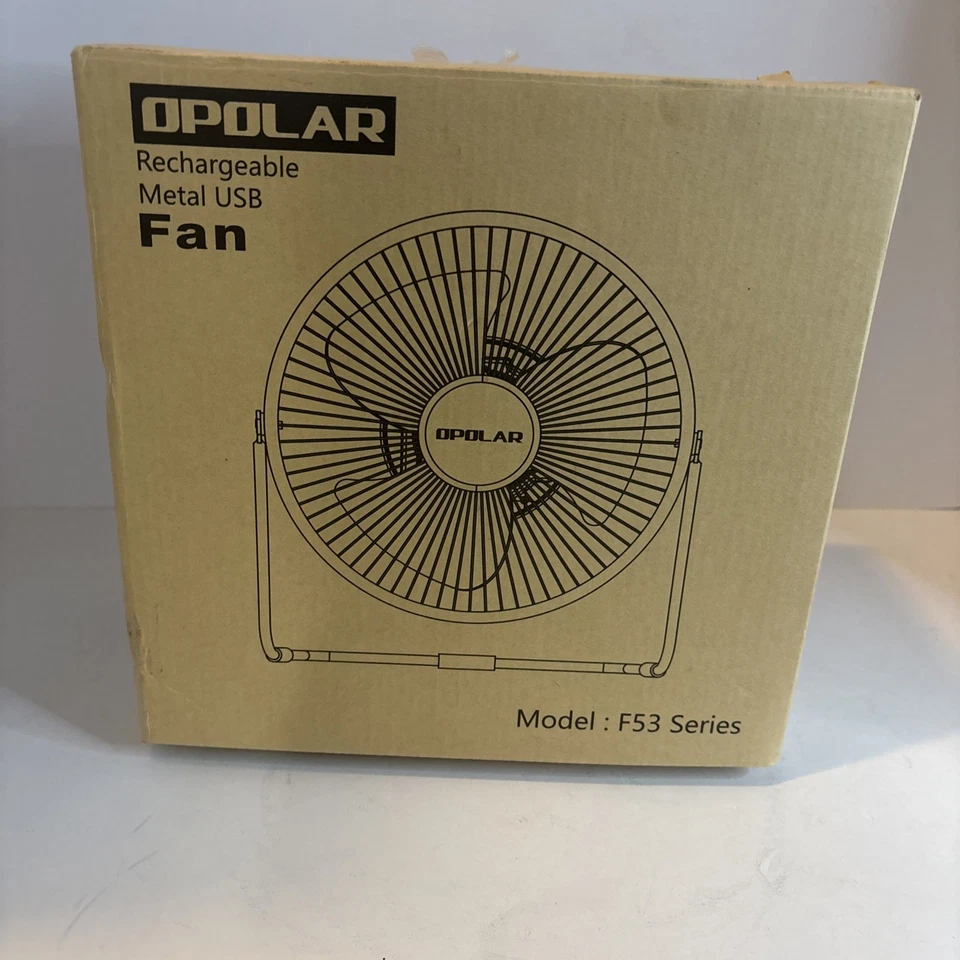 OPOLAR
Rechargeable
Metal USB
Fan
OPOLAR
Model : F53 Series